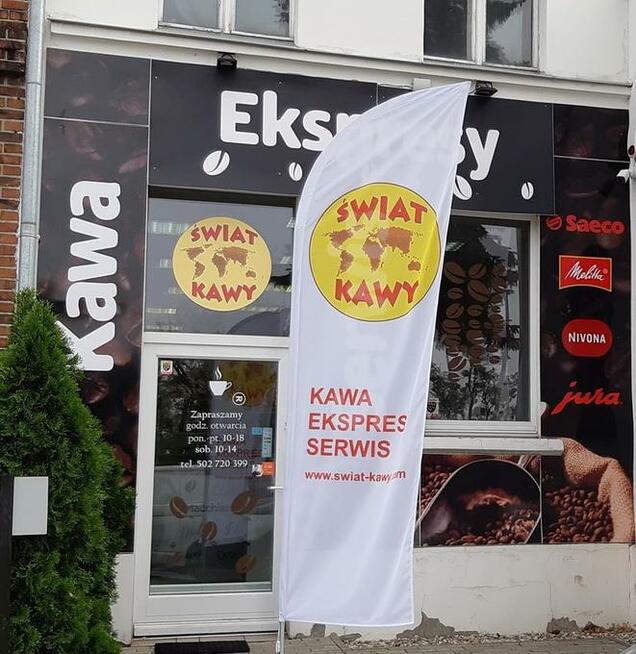 Ekspresy
Kawa
ŚWIAT
KAWY
ŚWIAT
KAWY
Saeco
Melitta
NIVONA
jura
Zapraszamy
godz. otwarcia
pon.-pt. 10-18
sob. 10-14
tel. 502 720 399
KAWA
EKSPRES
SERWIS
www.swiat-kawy.com